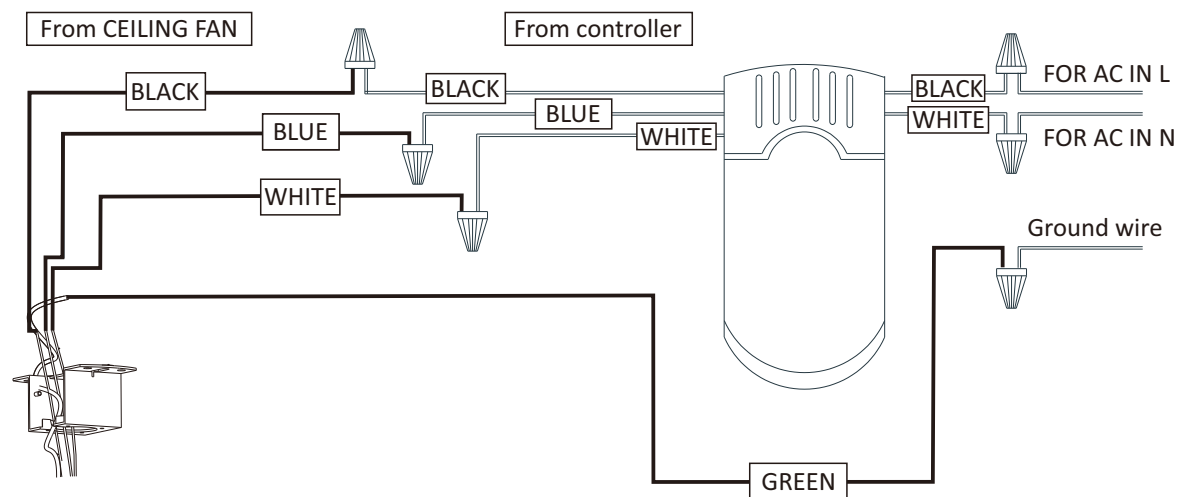 From CEILING FAN
From controller
BLACK
BLACK
BLACK
FOR AC IN L
BLUE
BLUE
WHITE
WHITE
FOR AC IN N
WHITE
Ground wire
GREEN